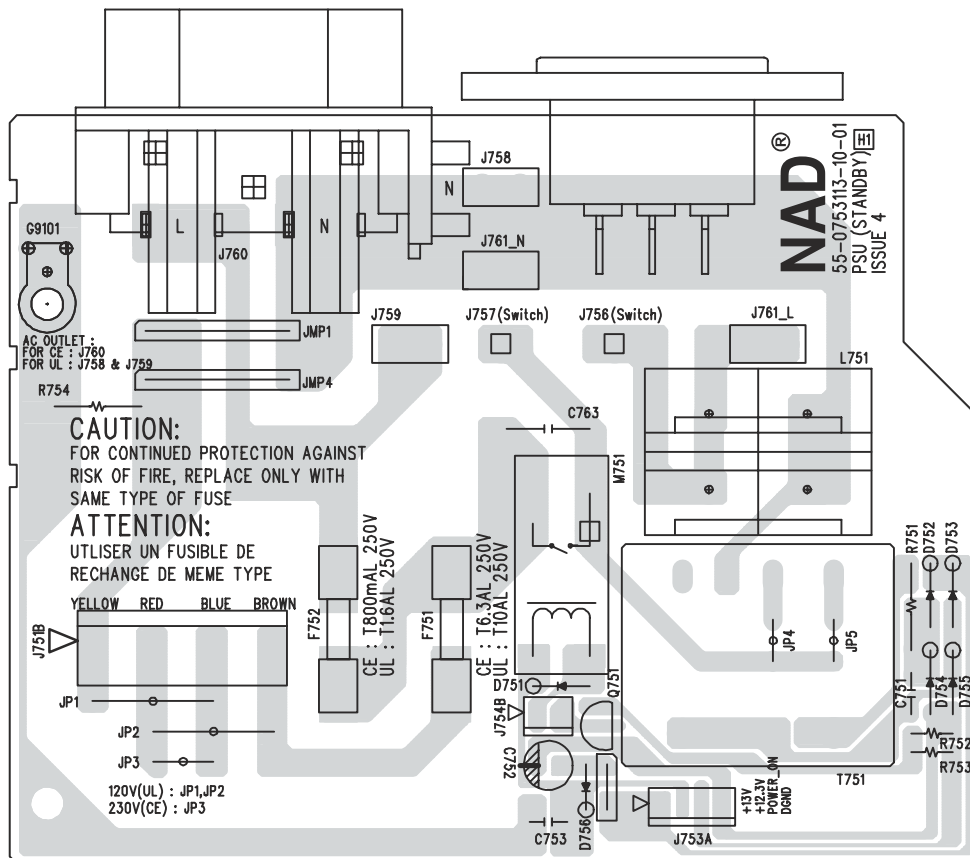 J758
N
G9101
L
N
J760
J761_N
®
NAD
55-0753113-10-01
H1
PSU (STANDBY)
ISSUE 4
J759
J757(Switch)
J756(Switch)
J761_L
AC OUTLET :
FOR CE : J760
FOR UL : J758 & J759
JMP1
L751
R754
JMP4
C763
CAUTION:
FOR CONTINUED PROTECTION AGAINST
RISK OF FIRE, REPLACE ONLY WITH
SAME TYPE OF FUSE
M751
ATTENTION:
UTLISER UN FUSIBLE DE
RECHANGE DE MEME TYPE
YELLOW RED BLUE BROWN
J751B
F752
CE : T800mAL 250V
UL : T1.6AL 250V
F751
CE : T6.3AL 250V
UL : T10AL 250V
R751
D752
D753
JP4
JP5
D751
Q751
C751
D754
D755
JP1
J754B
JP2
R752
JP3
C752
R753
T751
120V(UL) : JP1,JP2
230V(CE) : JP3
+13V
+12.3V
POWER_ON
DGND
C753
D756
J753A